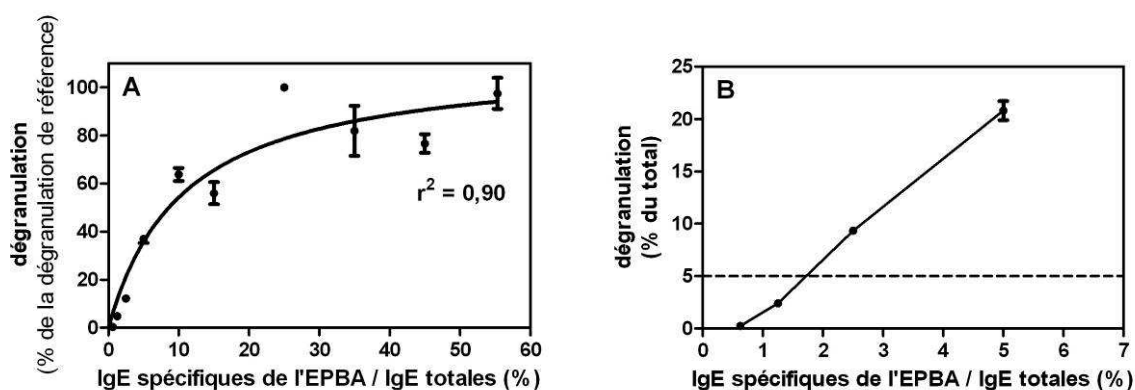 A
dégranulation
(% de la dégranulation de référence)
100
80
60
40
20
0
r² = 0,90
0 10 20 30 40 50 60
IgE spécifiques de l'EPBA / IgE totales (%)
B
dégranulation
(% du total)
25
20
15
10
5
0
0 1 2 3 4 5 6 7
IgE spécifiques de l'EPBA / IgE totales (%)